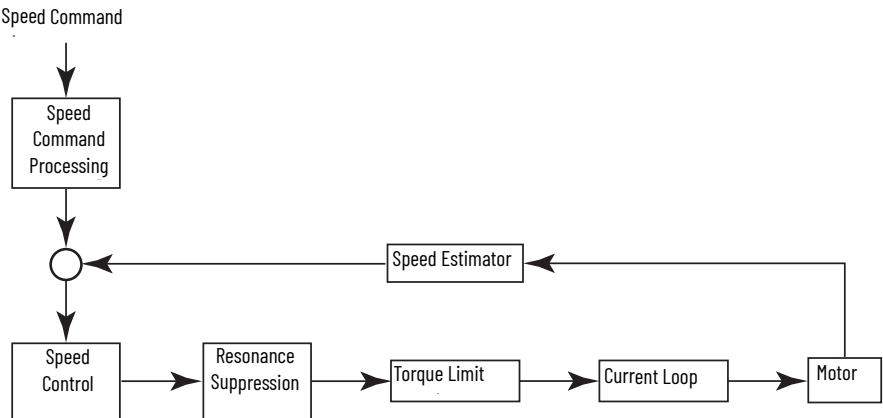 Speed Command
Speed
Command
Processing
Speed Estimator
Speed
Control
Resonance
Suppression
Torque Limit
Current Loop
Motor